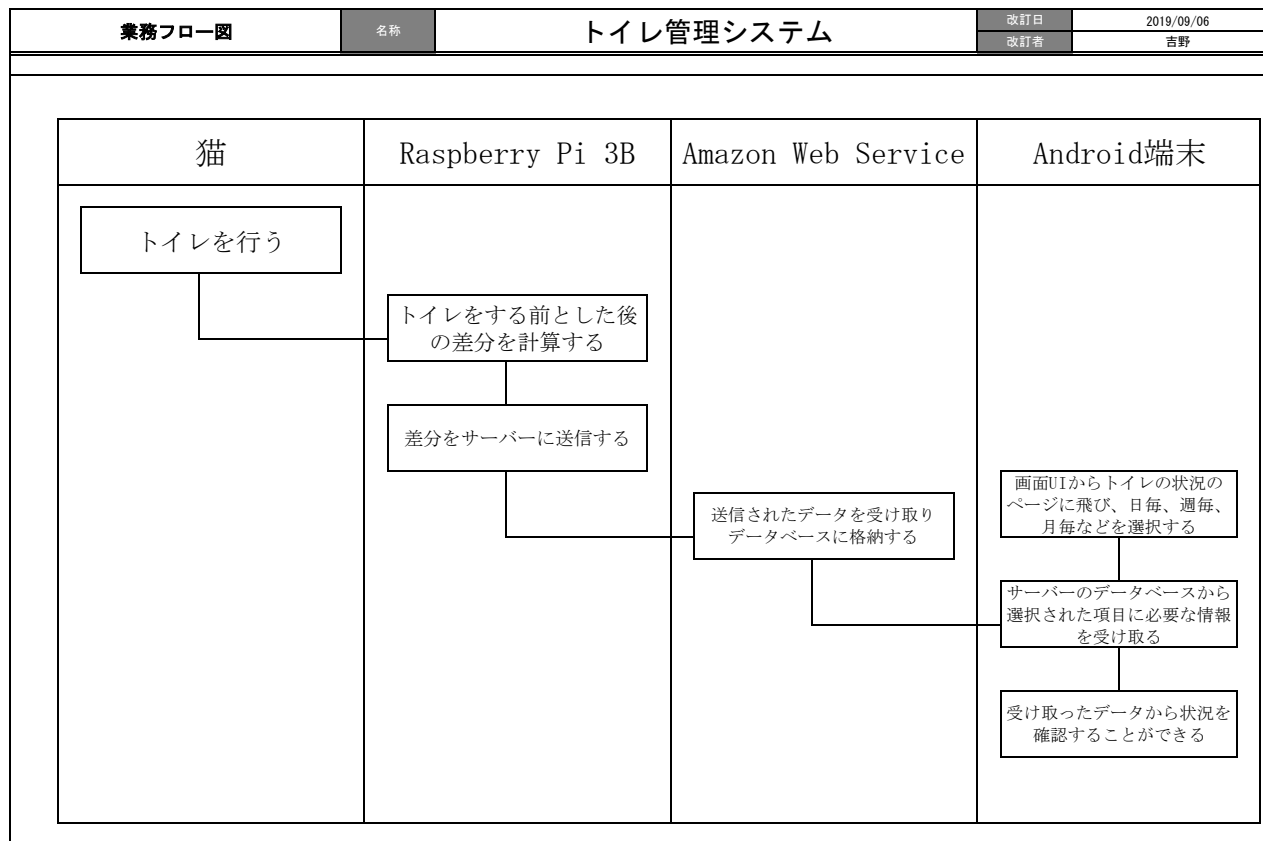 業務フロー図
名称
トイレ管理システム
改訂日
2019/09/06
改訂者
吉野
猫
Raspberry Pi 3B
Amazon Web Service
Android端末
トイレを行う
トイレをする前とした後
の差分を計算する
差分をサーバーに送信する
送信されたデータを受け取り
データベースに格納する
画面UIからトイレの状況の
ページに飛び、日毎、週毎、
月毎などを選択する
サーバーのデータベースから
選択された項目に必要な情報
を受け取る
受け取ったデータから状況を
確認することができる